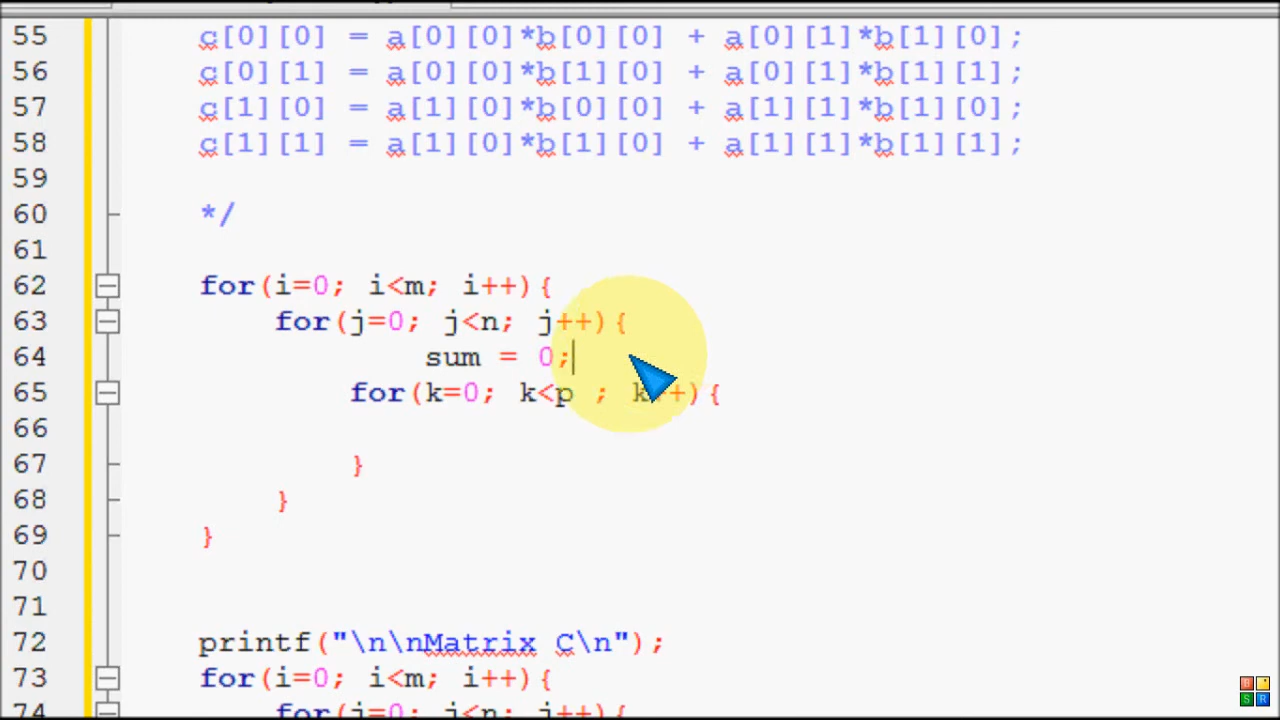 55 c[0][0] = a[0][0]*b[0][0] + a[0][1]*b[1][0];
56 c[0][1] = a[0][0]*b[1][0] + a[0][1]*b[1][1];
57 c[1][0] = a[1][0]*b[0][0] + a[1][1]*b[1][0];
58 c[1][1] = a[1][0]*b[1][0] + a[1][1]*b[1][1];
59
60 */
61
62 for(i=0; i<m; i++){
63 for(j=0; j<n; j++){
64 sum = 0;
65 for(k=0; k<p ; k++){
66
67 }
68 }
69 }
70
71
72 printf("\n\nMatrix C\n");
73 for(i=0; i<m; i++){
74 for(j=0; j<n; j++){